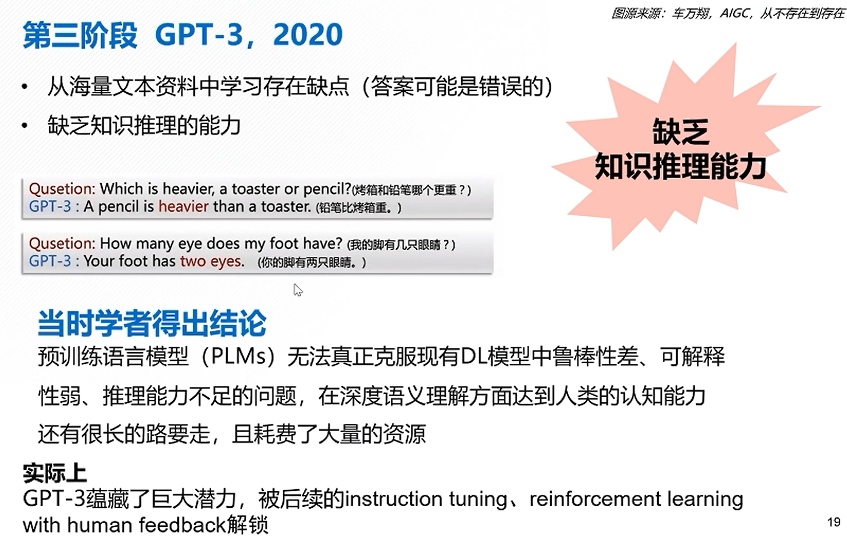 图源来源：车万翔，AIGC，从不存在到存在
第三阶段 GPT-3，2020
• 从海量文本资料中学习存在缺点（答案可能是错误的）
• 缺乏知识推理的能力
缺乏
知识推理能力
Qusetion: Which is heavier, a toaster or pencil?(烤箱和铅笔哪个更重？)
GPT-3 : A pencil is heavier than a toaster. (铅笔比烤箱重。)
Qusetion: How many eye does my foot have? (我的脚有几只眼睛？)
GPT-3 : Your foot has two eyes. (你的脚有两只眼睛。)
当时学者得出结论
预训练语言模型（PLMs）无法真正克服现有DL模型中鲁棒性差、可解释
性弱、推理能力不足的问题，在深度语义理解方面达到人类的认知能力
还有很长的路要走，且耗费了大量的资源
实际上
GPT-3蕴藏了巨大潜力，被后续的instruction tuning、reinforcement learning
with human feedback解锁
19